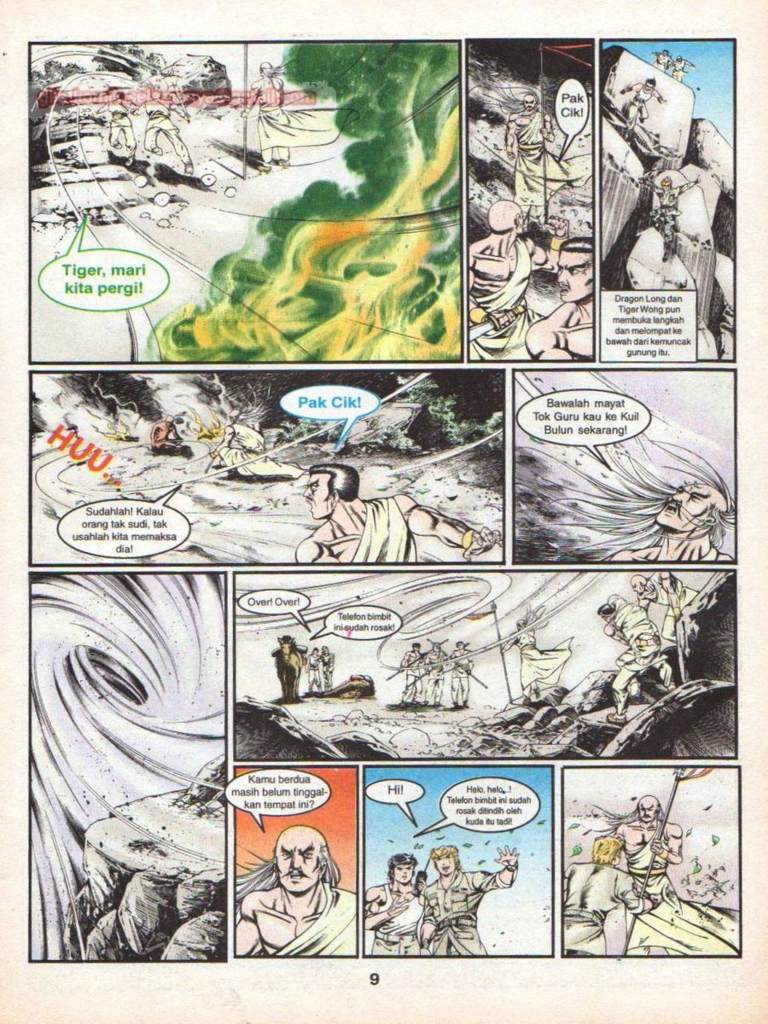 Tiger, mari
kita pergi!
Pak
Cik!
Dragon Long dan
Tiger Wong pun
membuka langkah
dan melompat ke
bawah dari kemuncak
gunung itu.
HUU...
Pak Cik!
Sudahlah! Kalau
orang tak sudi, tak
usahlah kita memaksa
dia!
Bawalah mayat
Tok Guru kau ke Kuil
Bulun sekarang!
Over! Over!
Telefon bimbit
ini sudah rosak!
Kamu berdua
masih belum tinggal-
kan tempat ini?
Hi!
Helo, helo,..!
Telefon bimbit ini sudah
rosak ditindih oleh
kuda itu tadi!
9